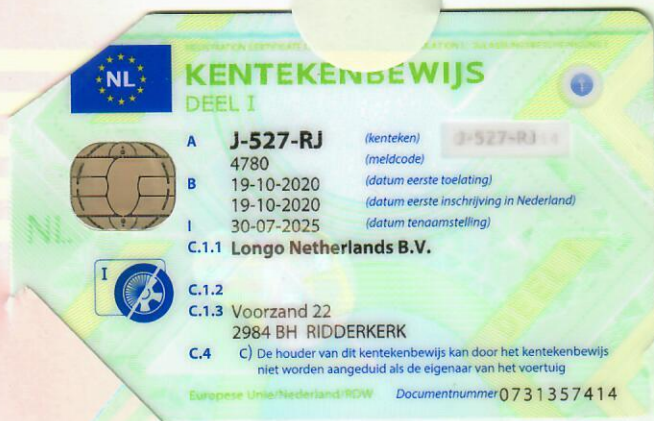 NL
KENTEKENBEWIJS
DEEL I
A J-527-RJ (kenteken) J-527-RJ
4780 (meldcode)
B 19-10-2020 (datum eerste toelating)
19-10-2020 (datum eerste inschrijving in Nederland)
I 30-07-2025 (datum tenaamstelling)
C.1.1 Longo Netherlands B.V.
NL
I
C.1.2
C.1.3 Voorzand 22
2984 BH RIDDERKERK
C.4 C) De houder van dit kentekenbewijs kan door het kentekenbewijs
niet worden aangeduid als de eigenaar van het voertuig
Europese Unie/Nederland/RDW Documentnummer 0731357414